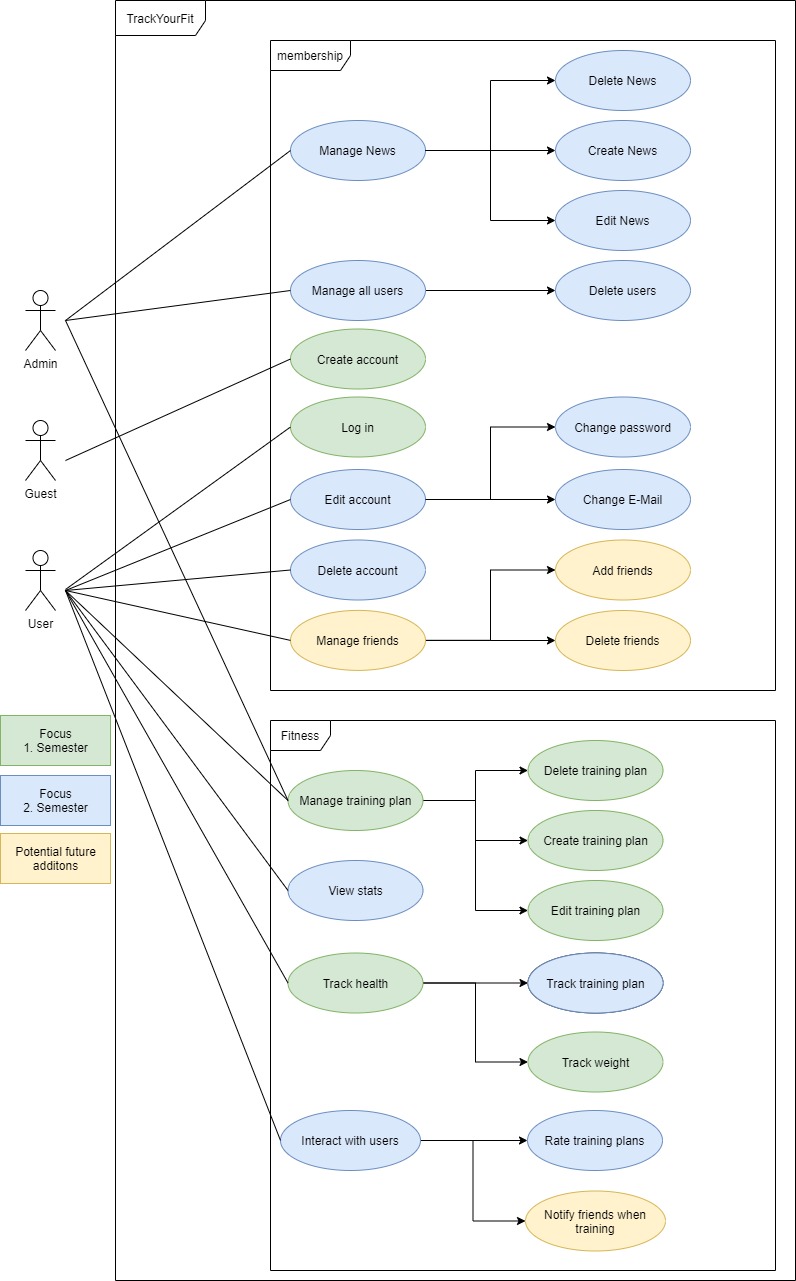 TrackYourFit
membership
Delete News
Manage News
Create News
Edit News
Manage all users
Delete users
Admin
Create account
Log in
Change password
Guest
Edit account
Change E-Mail
Delete account
Add friends
User
Manage friends
Delete friends
Focus
1. Semester
Focus
2. Semester
Potential future
additons
Fitness
Delete training plan
Manage training plan
Create training plan
View stats
Edit training plan
Track health
Track training plan
Track weight
Interact with users
Rate training plans
Notify friends when
training